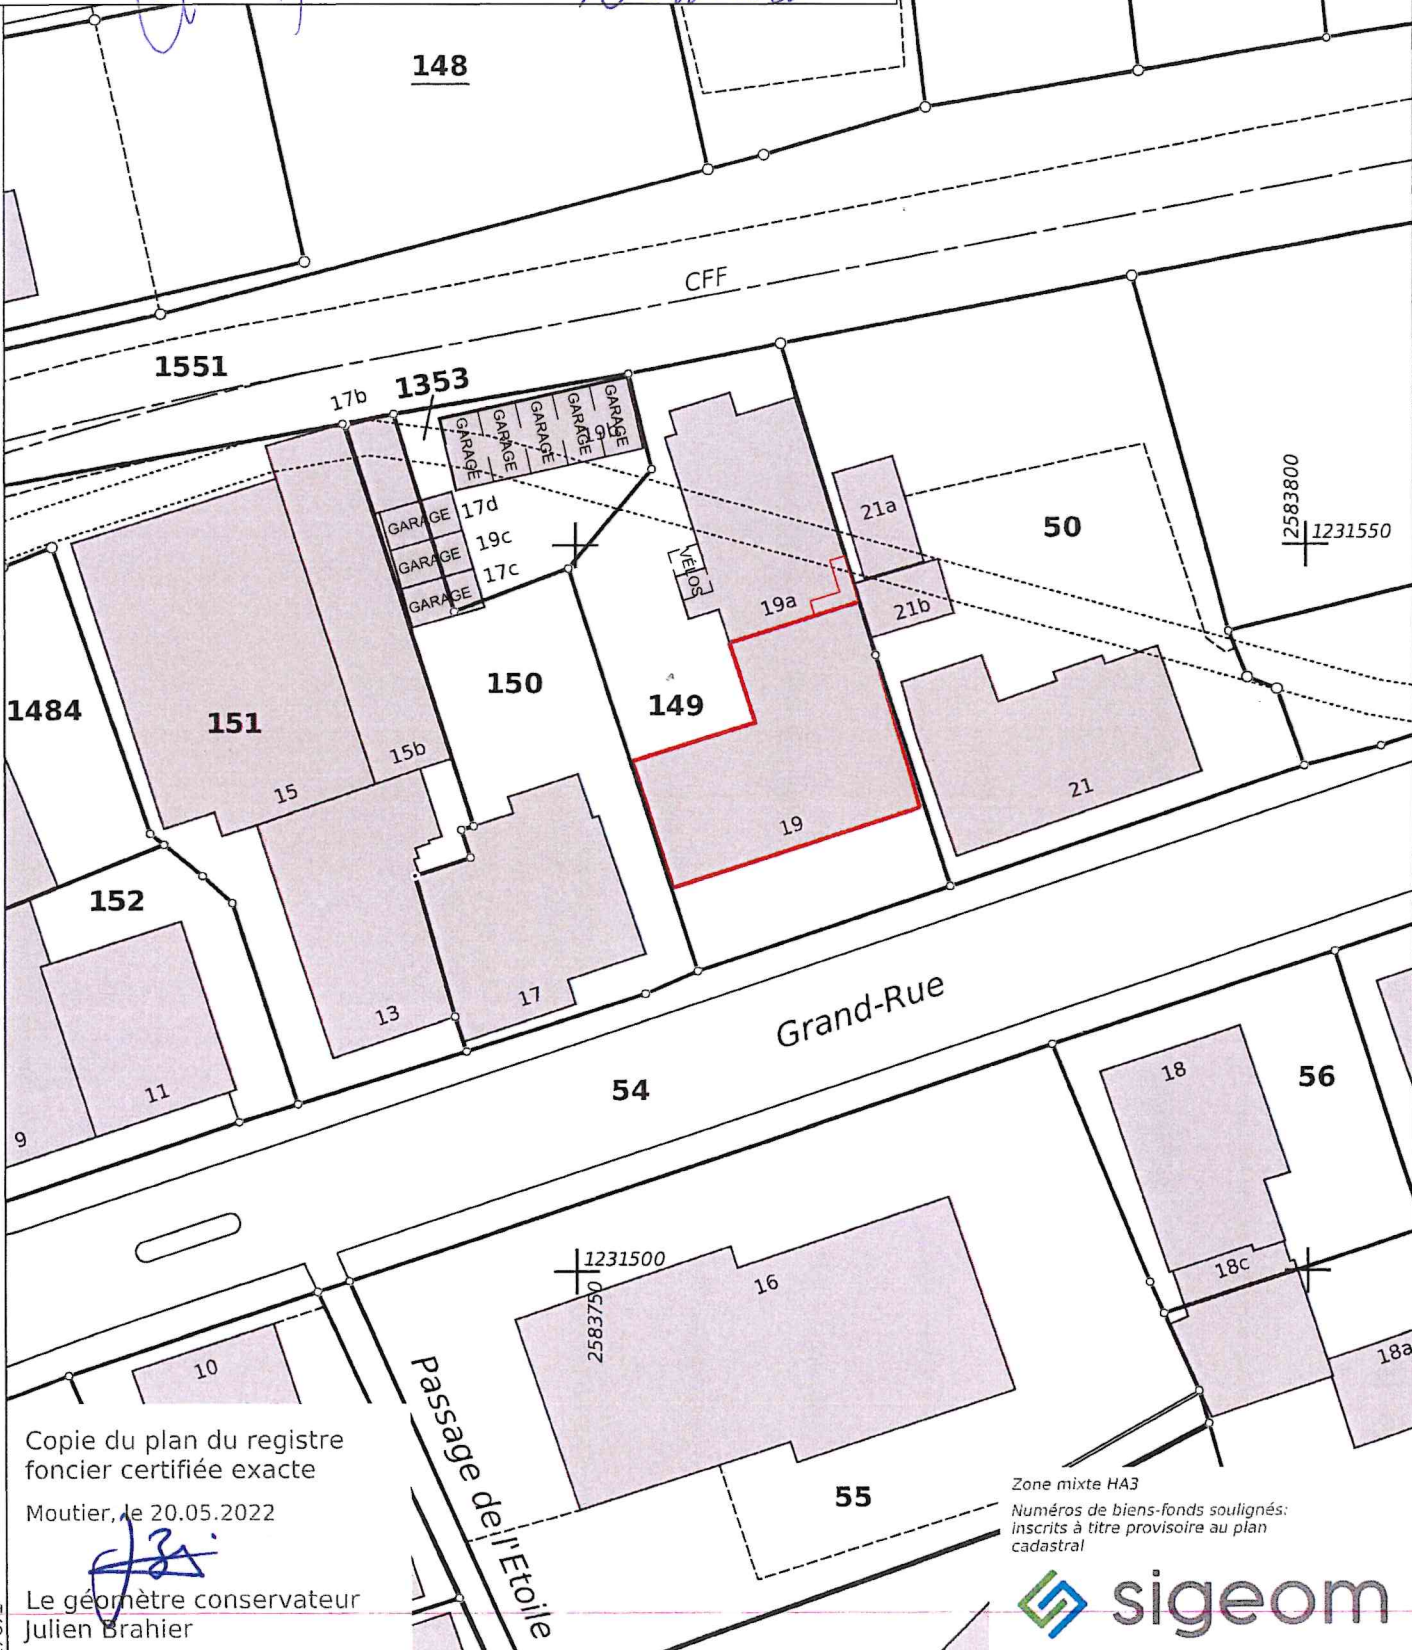 148
CFF
1551
17b
1353
GARAGE
GARAGE
GARAGE
GARAGE
GARAGE
GARAGE 17d
GARAGE 19c
GARAGE 17c
VÉLOS
19a
21a
21b
50
2583800
1231550
1484
151
150
149
15b
15
19
21
152
13
17
11
9
Grand-Rue
54
18
56
18c
18a
1231500
2583750
16
10
Passage de l'Etoile
55
Copie du plan du registre
foncier certifiée exacte
Moutier, le 20.05.2022
Le géomètre conservateur
Julien Brahier
Zone mixte HA3
Numéros de biens-fonds soulignés:
inscrits à titre provisoire au plan
cadastral
sigeom